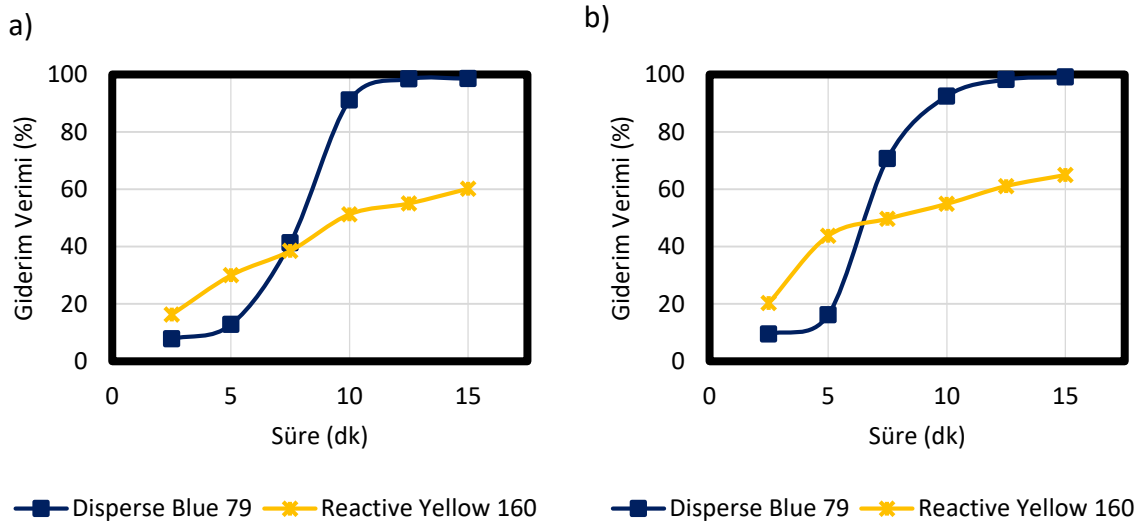 a)
Giderim Verimi (%)
100
80
60
40
20
0
0 5 10 15
Süre (dk)
Disperse Blue 79 Reactive Yellow 160
b)
Giderim Verimi (%)
100
80
60
40
20
0
0 5 10 15
Süre (dk)
Disperse Blue 79 Reactive Yellow 160